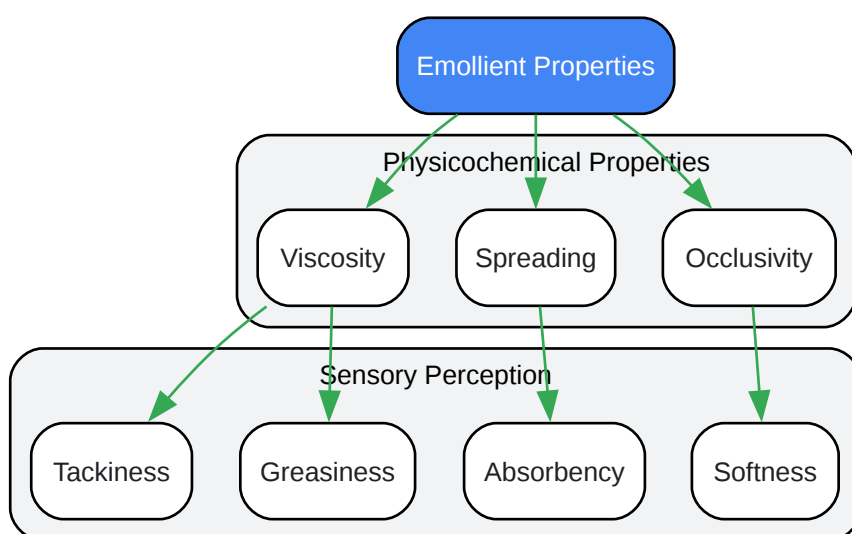 Emollient Properties
Physicochemical Properties
Viscosity
Spreading
Occlusivity
Sensory Perception
Tackiness
Greasiness
Absorbency
Softness